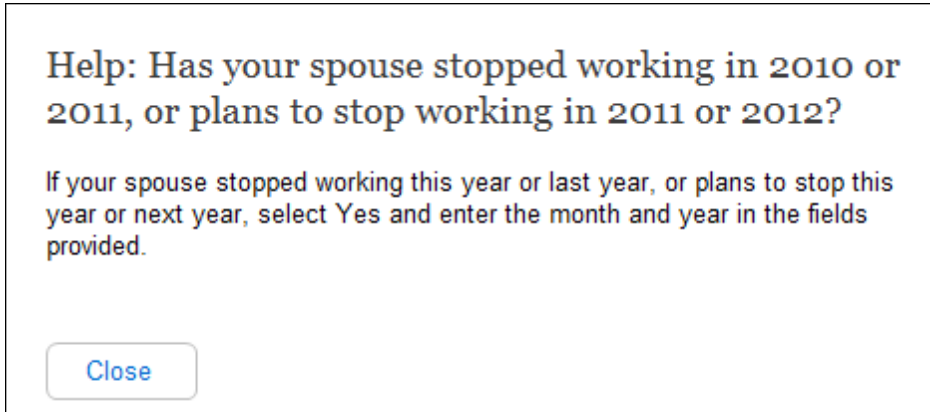 Help: Has your spouse stopped working in 2010 or
2011, or plans to stop working in 2011 or 2012?
If your spouse stopped working this year or last year, or plans to stop this
year or next year, select Yes and enter the month and year in the fields
provided.
Close